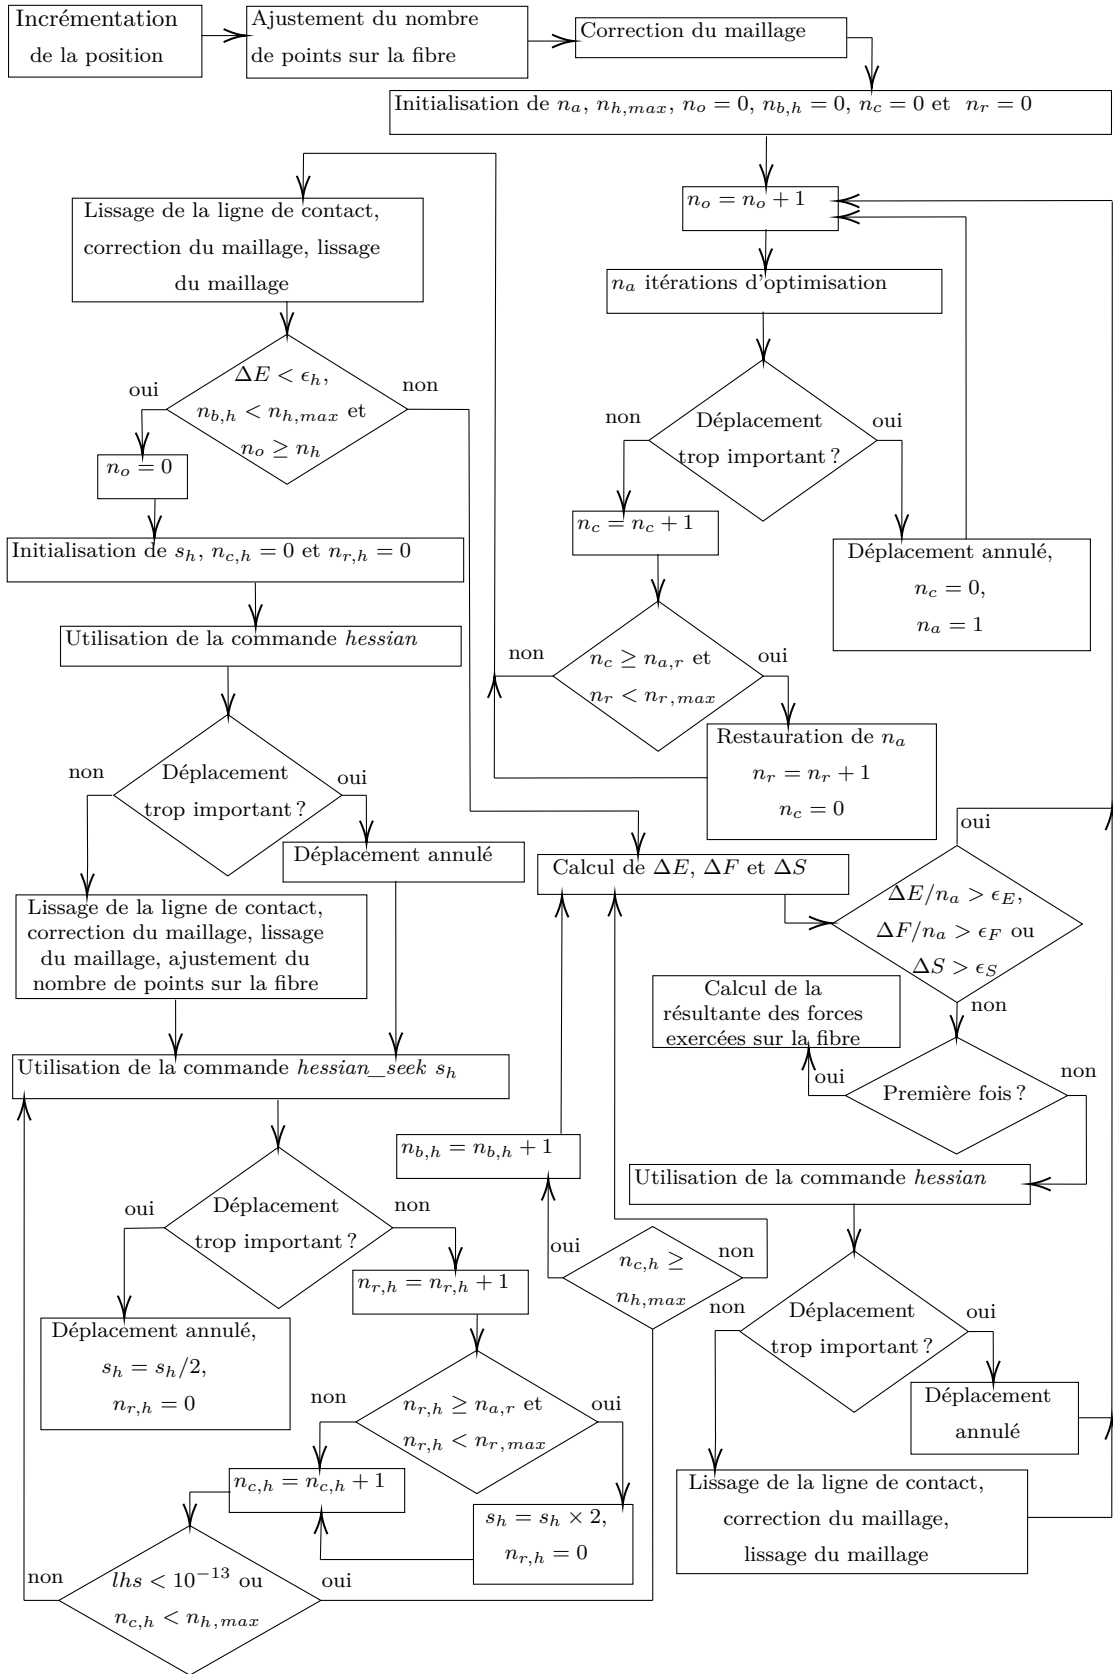 Incrémentation
de la position
Ajustement du nombre
de points sur la fibre
Correction du maillage
Initialisation de n_a, n_{h,max}, n_o = 0, n_{b,h} = 0, n_c = 0 et n_r = 0
n_o = n_o + 1
n_a itérations d'optimisation
Déplacement
trop important ?
non
oui
n_c = n_c + 1
Déplacement annulé,
n_c = 0,
n_a = 1
n_c ≥ n_{a,r} et
n_r < n_{r,max}
non
oui
Restauration de n_a
n_r = n_r + 1
n_c = 0
Lissage de la ligne de contact,
correction du maillage, lissage
du maillage
ΔE < ϵ_h,
n_{b,h} < n_{h,max} et
n_o ≥ n_h
oui
non
n_o = 0
Initialisation de s_h, n_{c,h} = 0 et n_{r,h} = 0
Utilisation de la commande hessian
Déplacement
trop important ?
non
oui
Déplacement annulé
Lissage de la ligne de contact,
correction du maillage, lissage
du maillage, ajustement du
nombre de points sur la fibre
Utilisation de la commande hessian_seek s_h
Déplacement
trop important ?
oui
non
Déplacement annulé,
s_h = s_h/2,
n_{r,h} = 0
n_{r,h} = n_{r,h} + 1
n_{r,h} ≥ n_{a,r} et
n_{r,h} < n_{r,max}
non
oui
n_{c,h} = n_{c,h} + 1
s_h = s_h × 2,
n_{r,h} = 0
lhs < 10^{−13} ou
n_{c,h} < n_{h,max}
non
oui
n_{c,h} ≥
n_{h,max}
oui
non
n_{b,h} = n_{b,h} + 1
Calcul de ΔE, ΔF et ΔS
ΔE/n_a > ϵ_E,
ΔF/n_a > ϵ_F ou
ΔS > ϵ_S
oui
non
Première fois ?
oui
non
Calcul de la
résultante des forces
exercées sur la fibre
Utilisation de la commande hessian
Déplacement
trop important ?
non
oui
Déplacement
annulé
Lissage de la ligne de contact,
correction du maillage,
lissage du maillage